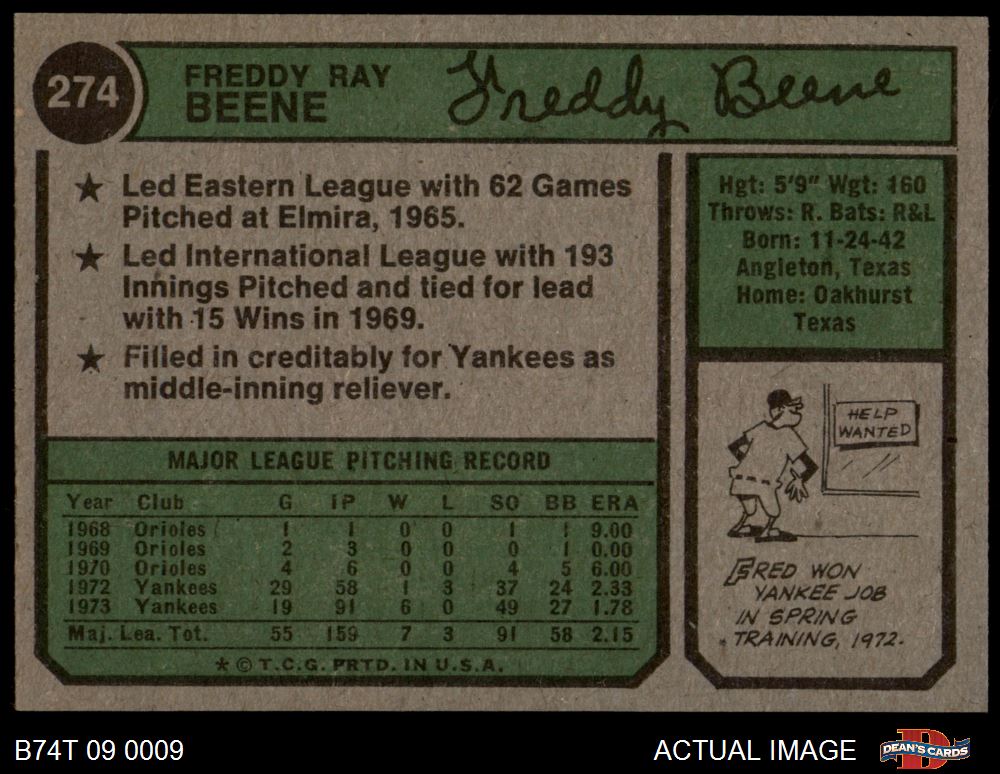 274
FREDDY RAY
BEENE
Freddy Beene
★ Led Eastern League with 62 Games
Pitched at Elmira, 1965.
★ Led International League with 193
Innings Pitched and tied for lead
with 15 Wins in 1969.
★ Filled in creditably for Yankees as
middle-inning reliever.
Hgt: 5'9" Wgt: 160
Throws: R. Bats: R&L
Born: 11-24-42
Angleton, Texas
Home: Oakhurst
Texas
HELP
WANTED
FRED WON
YANKEE JOB
IN SPRING
TRAINING, 1972.
MAJOR LEAGUE PITCHING RECORD
Year Club G IP W L SO BB ERA
1968 Orioles 1 1 0 0 1 1 9.00
1969 Orioles 2 3 0 0 0 1 0.00
1970 Orioles 4 6 0 0 4 5 6.00
1972 Yankees 29 58 1 3 37 24 2.33
1973 Yankees 19 91 6 0 49 27 1.78
Maj. Lea. Tot. 55 159 7 3 91 58 2.15
* © T.C.G. PRTD. IN U.S.A.
B74T 09 0009
ACTUAL IMAGE
DEAN'S CARDS